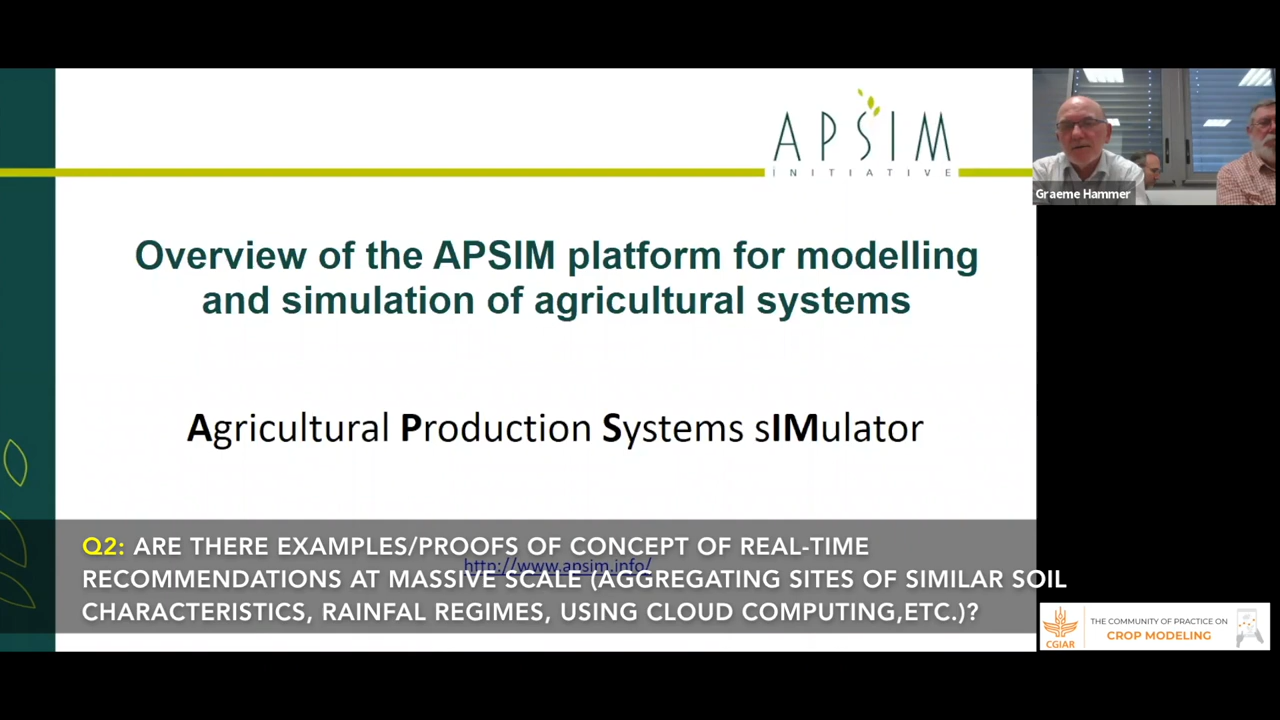 APSIM
INITIATIVE
Graeme Hammer
Overview of the APSIM platform for modelling
and simulation of agricultural systems
Agricultural Production Systems sIMulator
http://www.apsim.info/
Q2: ARE THERE EXAMPLES/PROOFS OF CONCEPT OF REAL-TIME
RECOMMENDATIONS AT MASSIVE SCALE (AGGREGATING SITES OF SIMILAR SOIL
CHARACTERISTICS, RAINFAL REGIMES, USING CLOUD COMPUTING,ETC.)?
CGIAR
THE COMMUNITY OF PRACTICE ON
CROP MODELING